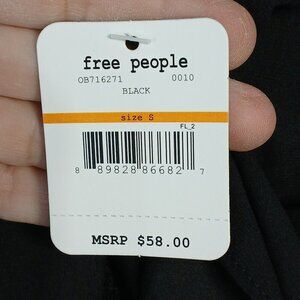 free people
OB716271 0010
BLACK
size S
FL_2
8 89828 86682 7
MSRP $58.00